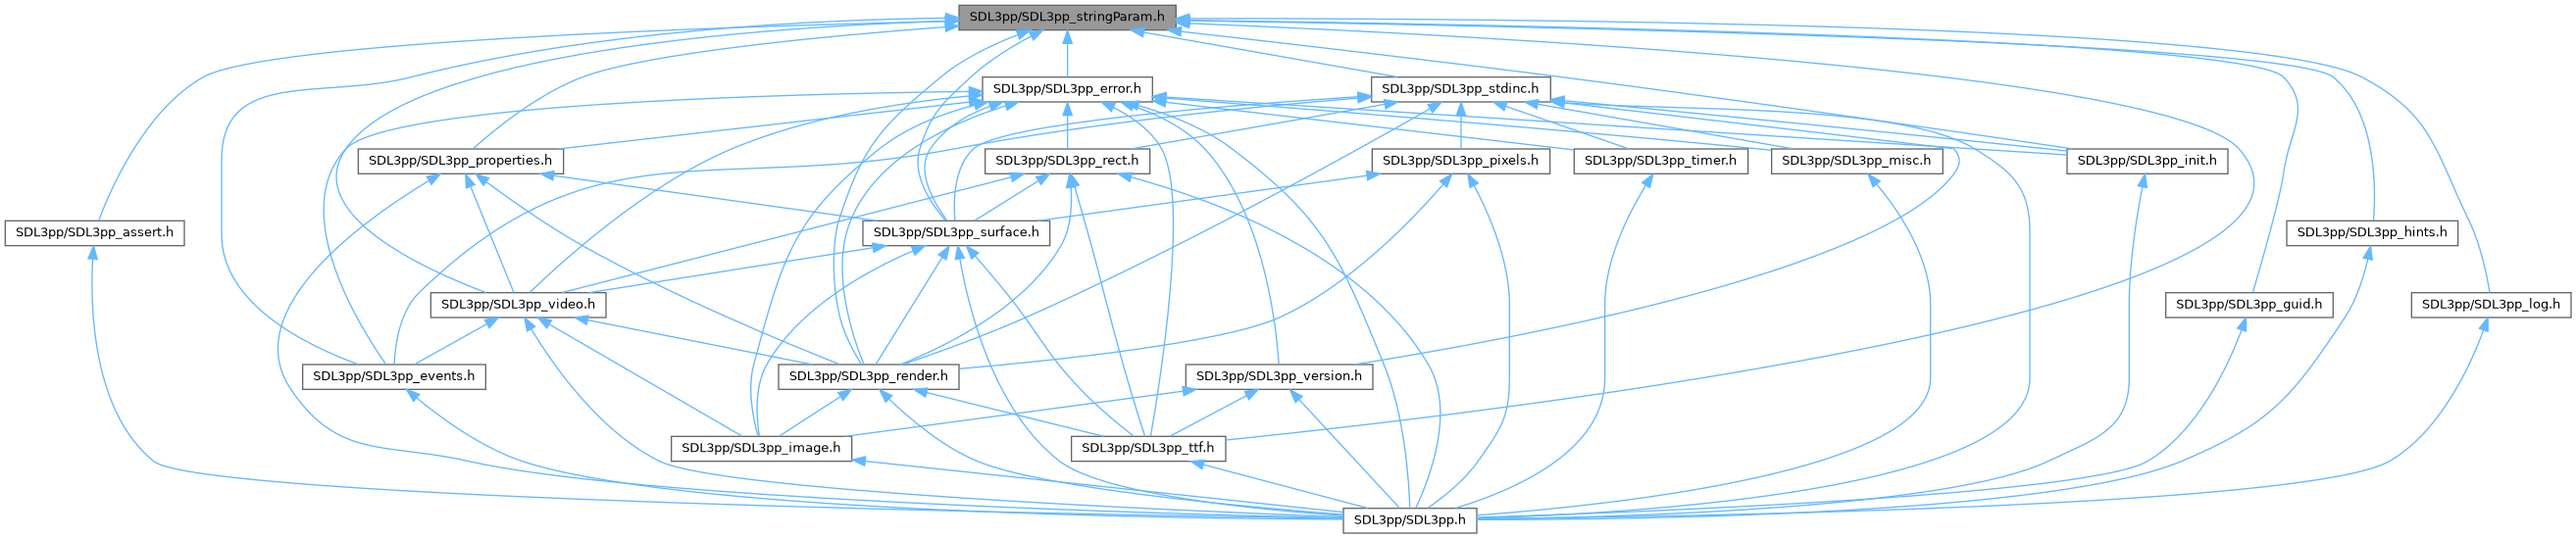 SDL3pp/SDL3pp_stringParam.h
SDL3pp/SDL3pp_error.h
SDL3pp/SDL3pp_stdinc.h
SDL3pp/SDL3pp_properties.h
SDL3pp/SDL3pp_rect.h
SDL3pp/SDL3pp_pixels.h
SDL3pp/SDL3pp_timer.h
SDL3pp/SDL3pp_misc.h
SDL3pp/SDL3pp_init.h
SDL3pp/SDL3pp_assert.h
SDL3pp/SDL3pp_surface.h
SDL3pp/SDL3pp_hints.h
SDL3pp/SDL3pp_video.h
SDL3pp/SDL3pp_guid.h
SDL3pp/SDL3pp_log.h
SDL3pp/SDL3pp_events.h
SDL3pp/SDL3pp_render.h
SDL3pp/SDL3pp_version.h
SDL3pp/SDL3pp_image.h
SDL3pp/SDL3pp_ttf.h
SDL3pp/SDL3pp.h